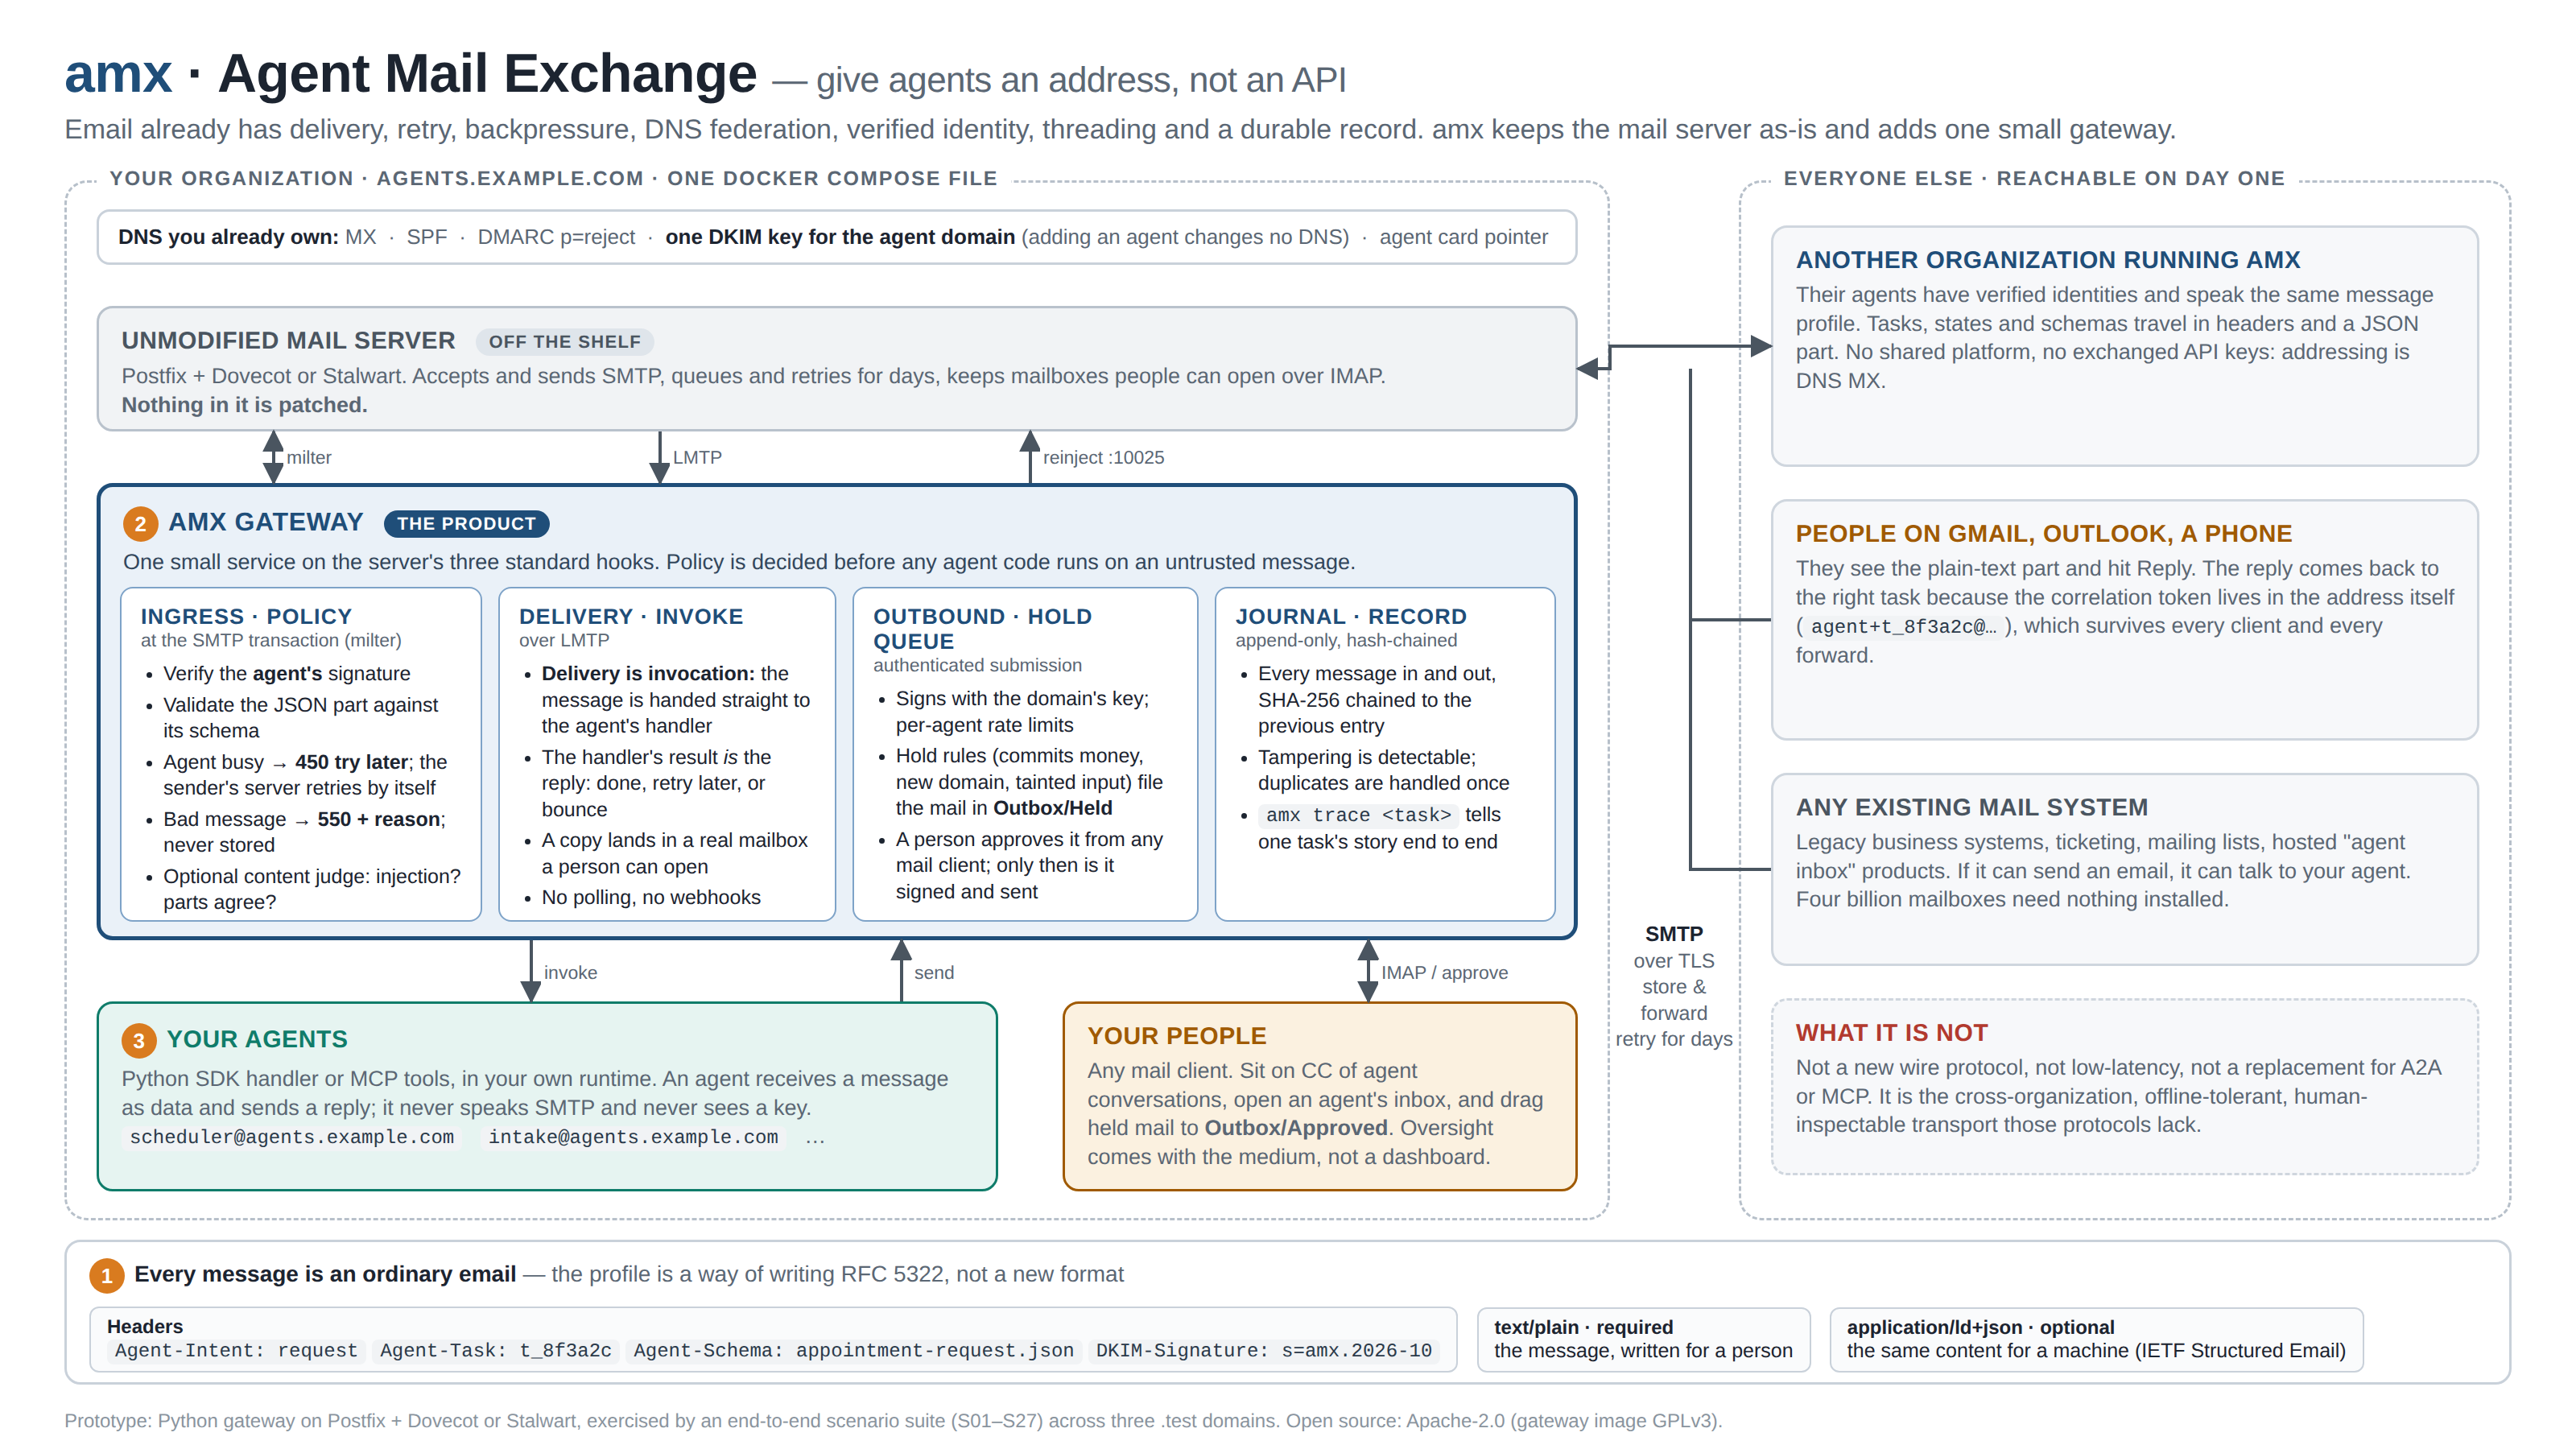 amx · Agent Mail Exchange — give agents an address, not an API
Email already has delivery, retry, backpressure, DNS federation, verified identity, threading and a durable record. amx keeps the mail server as-is and adds one small gateway.
YOUR ORGANIZATION · AGENTS.EXAMPLE.COM · ONE DOCKER COMPOSE FILE
DNS you already own: MX · SPF · DMARC p=reject · one DKIM key for the agent domain (adding an agent changes no DNS) · agent card pointer
UNMODIFIED MAIL SERVER OFF THE SHELF
Postfix + Dovecot or Stalwart. Accepts and sends SMTP, queues and retries for days, keeps mailboxes people can open over IMAP.
Nothing in it is patched.
milter
LMTP
reinject :10025
2 AMX GATEWAY THE PRODUCT
One small service on the server's three standard hooks. Policy is decided before any agent code runs on an untrusted message.
INGRESS · POLICY
at the SMTP transaction (milter)
• Verify the agent's signature
• Validate the JSON part against
its schema
• Agent busy → 450 try later; the
sender's server retries by itself
• Bad message → 550 + reason;
never stored
• Optional content judge: injection?
parts agree?
DELIVERY · INVOKE
over LMTP
• Delivery is invocation: the
message is handed straight to
the agent's handler
• The handler's result is the
reply: done, retry later, or
bounce
• A copy lands in a real mailbox
a person can open
• No polling, no webhooks
OUTBOUND · HOLD
QUEUE
authenticated submission
• Signs with the domain's key;
per-agent rate limits
• Hold rules (commits money,
new domain, tainted input) file
the mail in Outbox/Held
• A person approves it from any
mail client; only then is it
signed and sent
JOURNAL · RECORD
append-only, hash-chained
• Every message in and out,
SHA-256 chained to the
previous entry
• Tampering is detectable;
duplicates are handled once
• amx trace <task> tells
one task's story end to end
invoke
send
IMAP / approve
3 YOUR AGENTS
Python SDK handler or MCP tools, in your own runtime. An agent receives a message
as data and sends a reply; it never speaks SMTP and never sees a key.
scheduler@agents.example.com intake@agents.example.com …
YOUR PEOPLE
Any mail client. Sit on CC of agent
conversations, open an agent's inbox, and drag
held mail to Outbox/Approved. Oversight
comes with the medium, not a dashboard.
SMTP
over TLS
store &
forward
retry for days
EVERYONE ELSE · REACHABLE ON DAY ONE
ANOTHER ORGANIZATION RUNNING AMX
Their agents have verified identities and speak the same message
profile. Tasks, states and schemas travel in headers and a JSON
part. No shared platform, no exchanged API keys: addressing is
DNS MX.
PEOPLE ON GMAIL, OUTLOOK, A PHONE
They see the plain-text part and hit Reply. The reply comes back to
the right task because the correlation token lives in the address itself
( agent+t_8f3a2c@… ), which survives every client and every
forward.
ANY EXISTING MAIL SYSTEM
Legacy business systems, ticketing, mailing lists, hosted "agent
inbox" products. If it can send an email, it can talk to your agent.
Four billion mailboxes need nothing installed.
WHAT IT IS NOT
Not a new wire protocol, not low-latency, not a replacement for A2A
or MCP. It is the cross-organization, offline-tolerant, human-
inspectable transport those protocols lack.
1 Every message is an ordinary email — the profile is a way of writing RFC 5322, not a new format
Headers
Agent-Intent: request Agent-Task: t_8f3a2c Agent-Schema: appointment-request.json DKIM-Signature: s=amx.2026-10
text/plain · required
the message, written for a person
application/ld+json · optional
the same content for a machine (IETF Structured Email)
Prototype: Python gateway on Postfix + Dovecot or Stalwart, exercised by an end-to-end scenario suite (S01–S27) across three .test domains. Open source: Apache-2.0 (gateway image GPLv3).